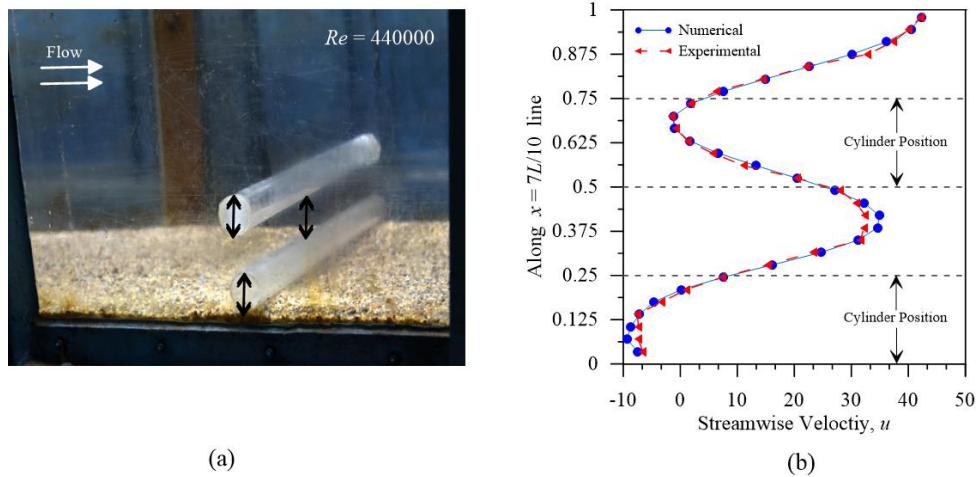 Flow
Re = 440000
(a)
Numerical
Experimental
Cylinder Position
Cylinder Position
1
0.875
0.75
0.625
0.5
0.375
0.25
0.125
0
Along x = 7L/10 line
-10 0 10 20 30 40 50
Streamwise Veloctiy, u
(b)